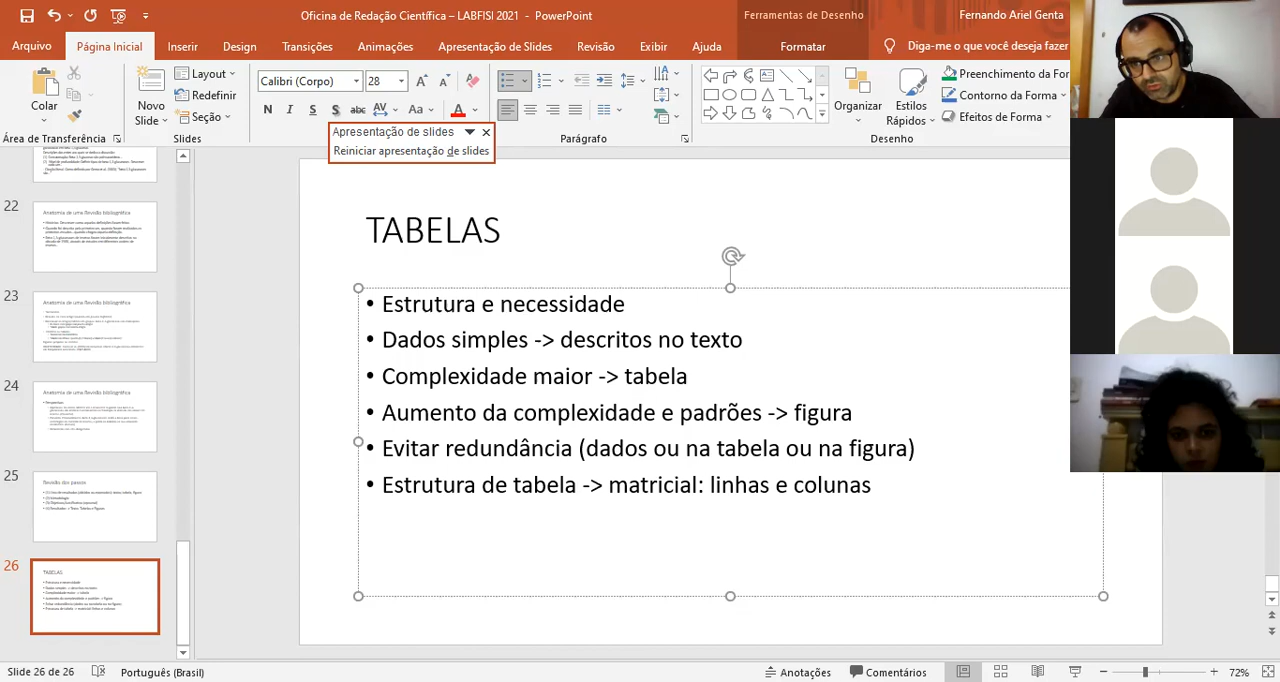 Oficina de Redação Científica – LABFISI 2021 - PowerPoint
Ferramentas de Desenho
Fernando Ariel Genta
Arquivo
Página Inicial
Inserir
Design
Transições
Animações
Apresentação de Slides
Revisão
Exibir
Ajuda
Formatar
Diga-me o que você deseja fazer
Colar
Novo
Slide
Layout
Redefinir
Seção
Calibri (Corpo)
28
N
I
S
S
abc
AV
Aa
A
Organizar
Estilos
Rápidos
Preenchimento da For
Contorno da Forma
Efeitos de Forma
Área de Transferência
Slides
Parágrafo
Desenho
Apresentação de slides
Reiniciar apresentação de slides
22
Anatomia de uma Revisão bibliográfica
23
Anatomia de uma Revisão bibliográfica
24
Anatomia de uma Revisão bibliográfica
25
Revisão dos passos
26
TABELAS
TABELAS
• Estrutura e necessidade
• Dados simples -> descritos no texto
• Complexidade maior -> tabela
• Aumento da complexidade e padrões -> figura
• Evitar redundância (dados ou na tabela ou na figura)
• Estrutura de tabela -> matricial: linhas e colunas
Slide 26 de 26
Português (Brasil)
Anotações
Comentários
72%